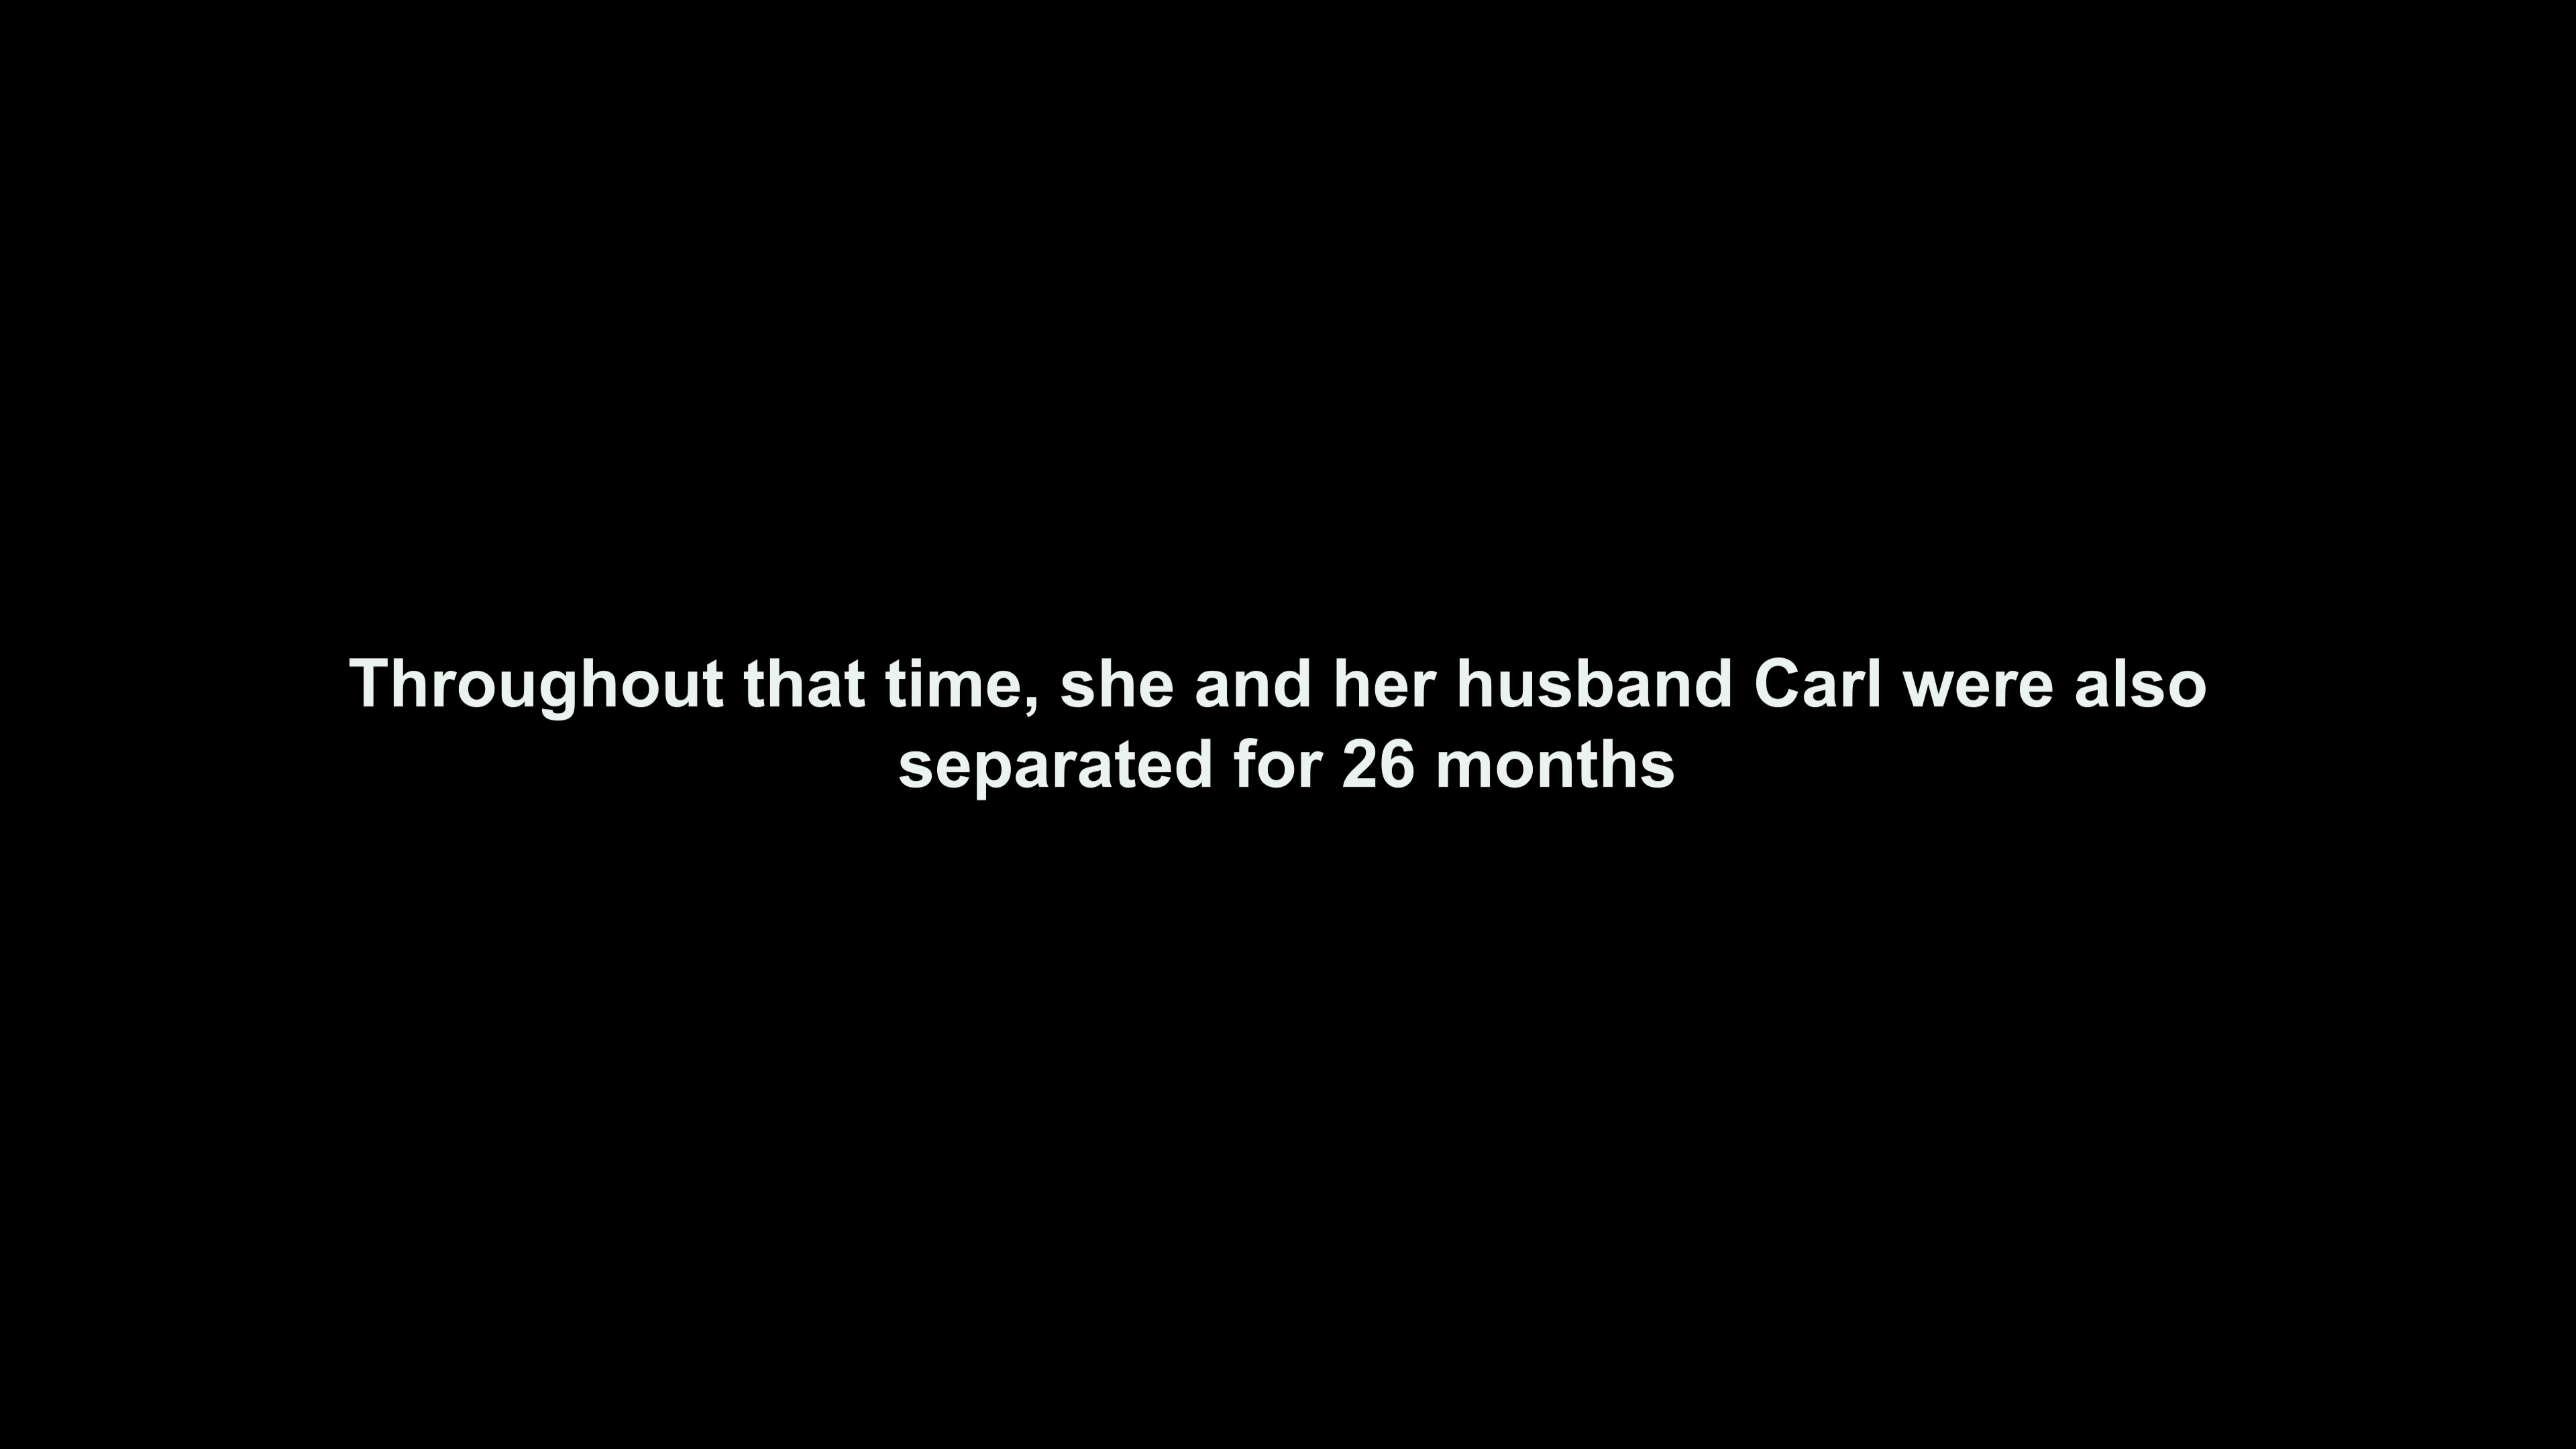 Throughout that time, she and her husband Carl were also
separated for 26 months